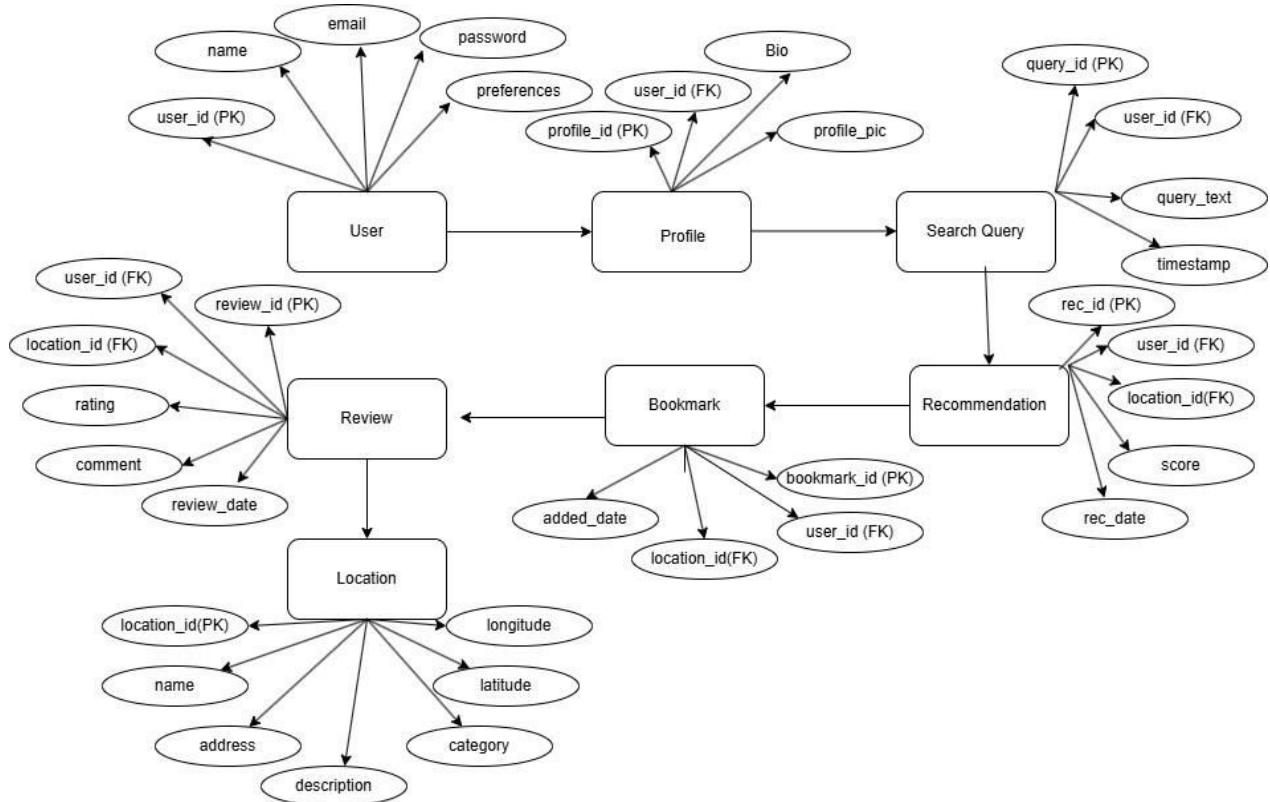 email
name
password
preferences
user_id (PK)
User
Bio
user_id (FK)
profile_id (PK)
profile_pic
Profile
query_id (PK)
user_id (FK)
query_text
timestamp
Search Query
rec_id (PK)
user_id (FK)
location_id(FK)
score
rec_date
Recommendation
Bookmark
bookmark_id (PK)
user_id (FK)
location_id(FK)
added_date
user_id (FK)
review_id (PK)
location_id (FK)
rating
comment
review_date
Review
Location
location_id(PK)
longitude
name
latitude
address
category
description